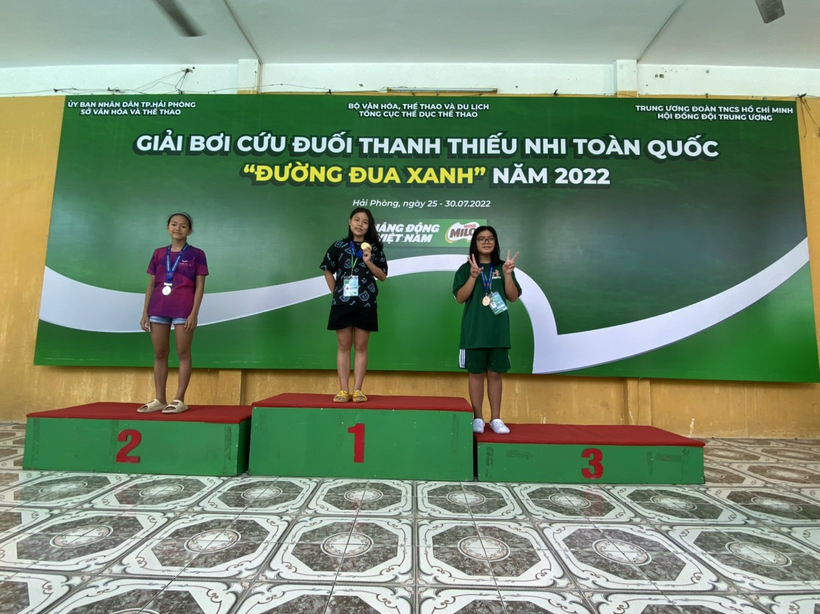 ỦY BAN NHÂN DÂN TP.HẢI PHÒNG
SỞ VĂN HÓA VÀ THỂ THAO
BỘ VĂN HÓA, THỂ THAO VÀ DU LỊCH
TỔNG CỤC THỂ DỤC THỂ THAO
TRUNG ƯƠNG ĐOÀN TNCS HỒ CHÍ MINH
HỘI ĐỒNG ĐỘI TRUNG ƯƠNG
GIẢI BƠI CỨU ĐUỐI THANH THIẾU NHI TOÀN QUỐC
“ĐƯỜNG ĐUA XANH” NĂM 2022
Hải Phòng, ngày 25 - 30.07.2022
NĂNG ĐỘNG
VIỆT NAM
MILO
2
1
3